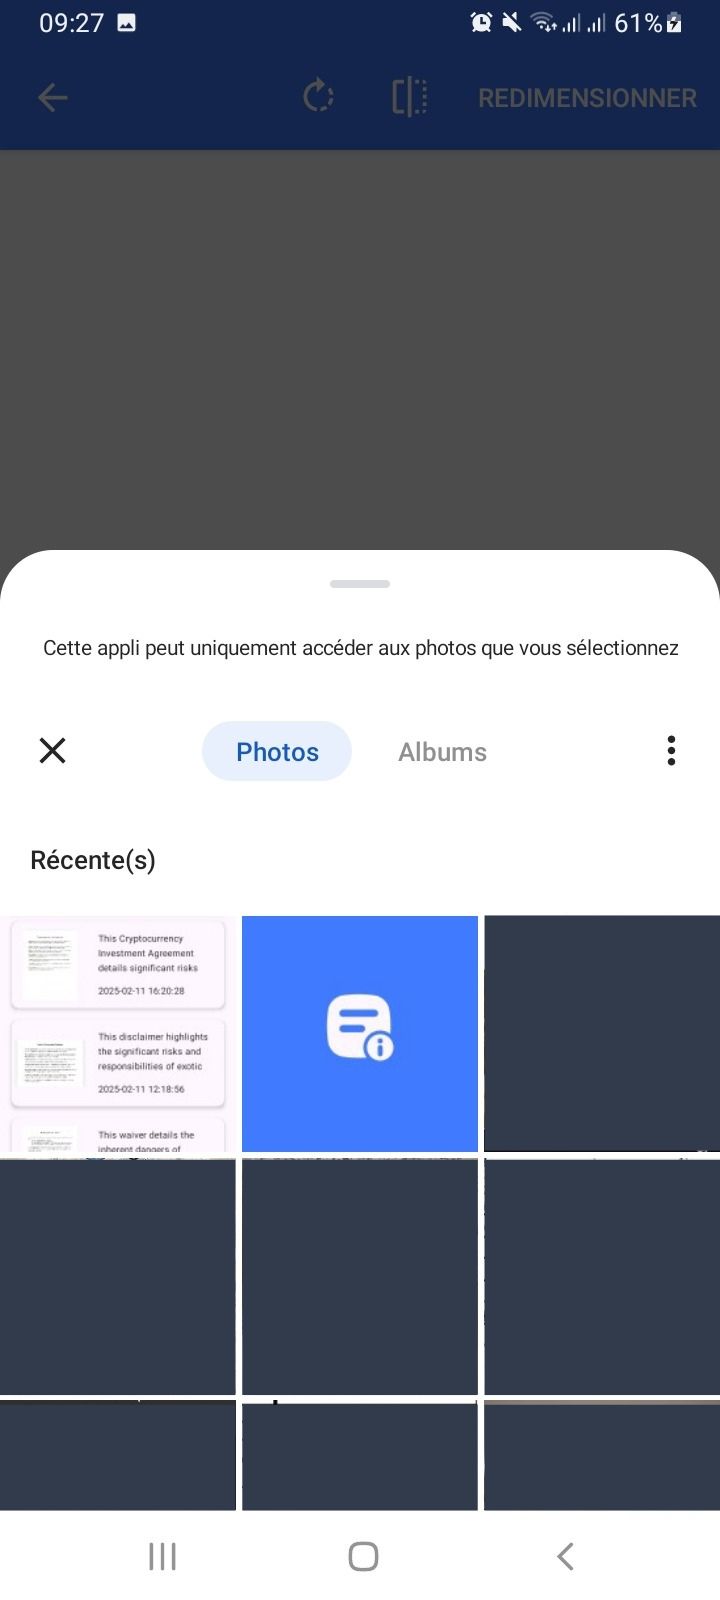 09:27
61%
REDIMENSIONNER
Cette appli peut uniquement accéder aux photos que vous sélectionnez
Photos
Albums
Récente(s)
This Cryptocurrency
Investment Agreement
details significant risks
2025-02-11 16:20:28
This disclaimer highlights
the significant risks and
responsibilities of exotic
2025-02-11 12:18:56
This waiver details the
inherent dangers of